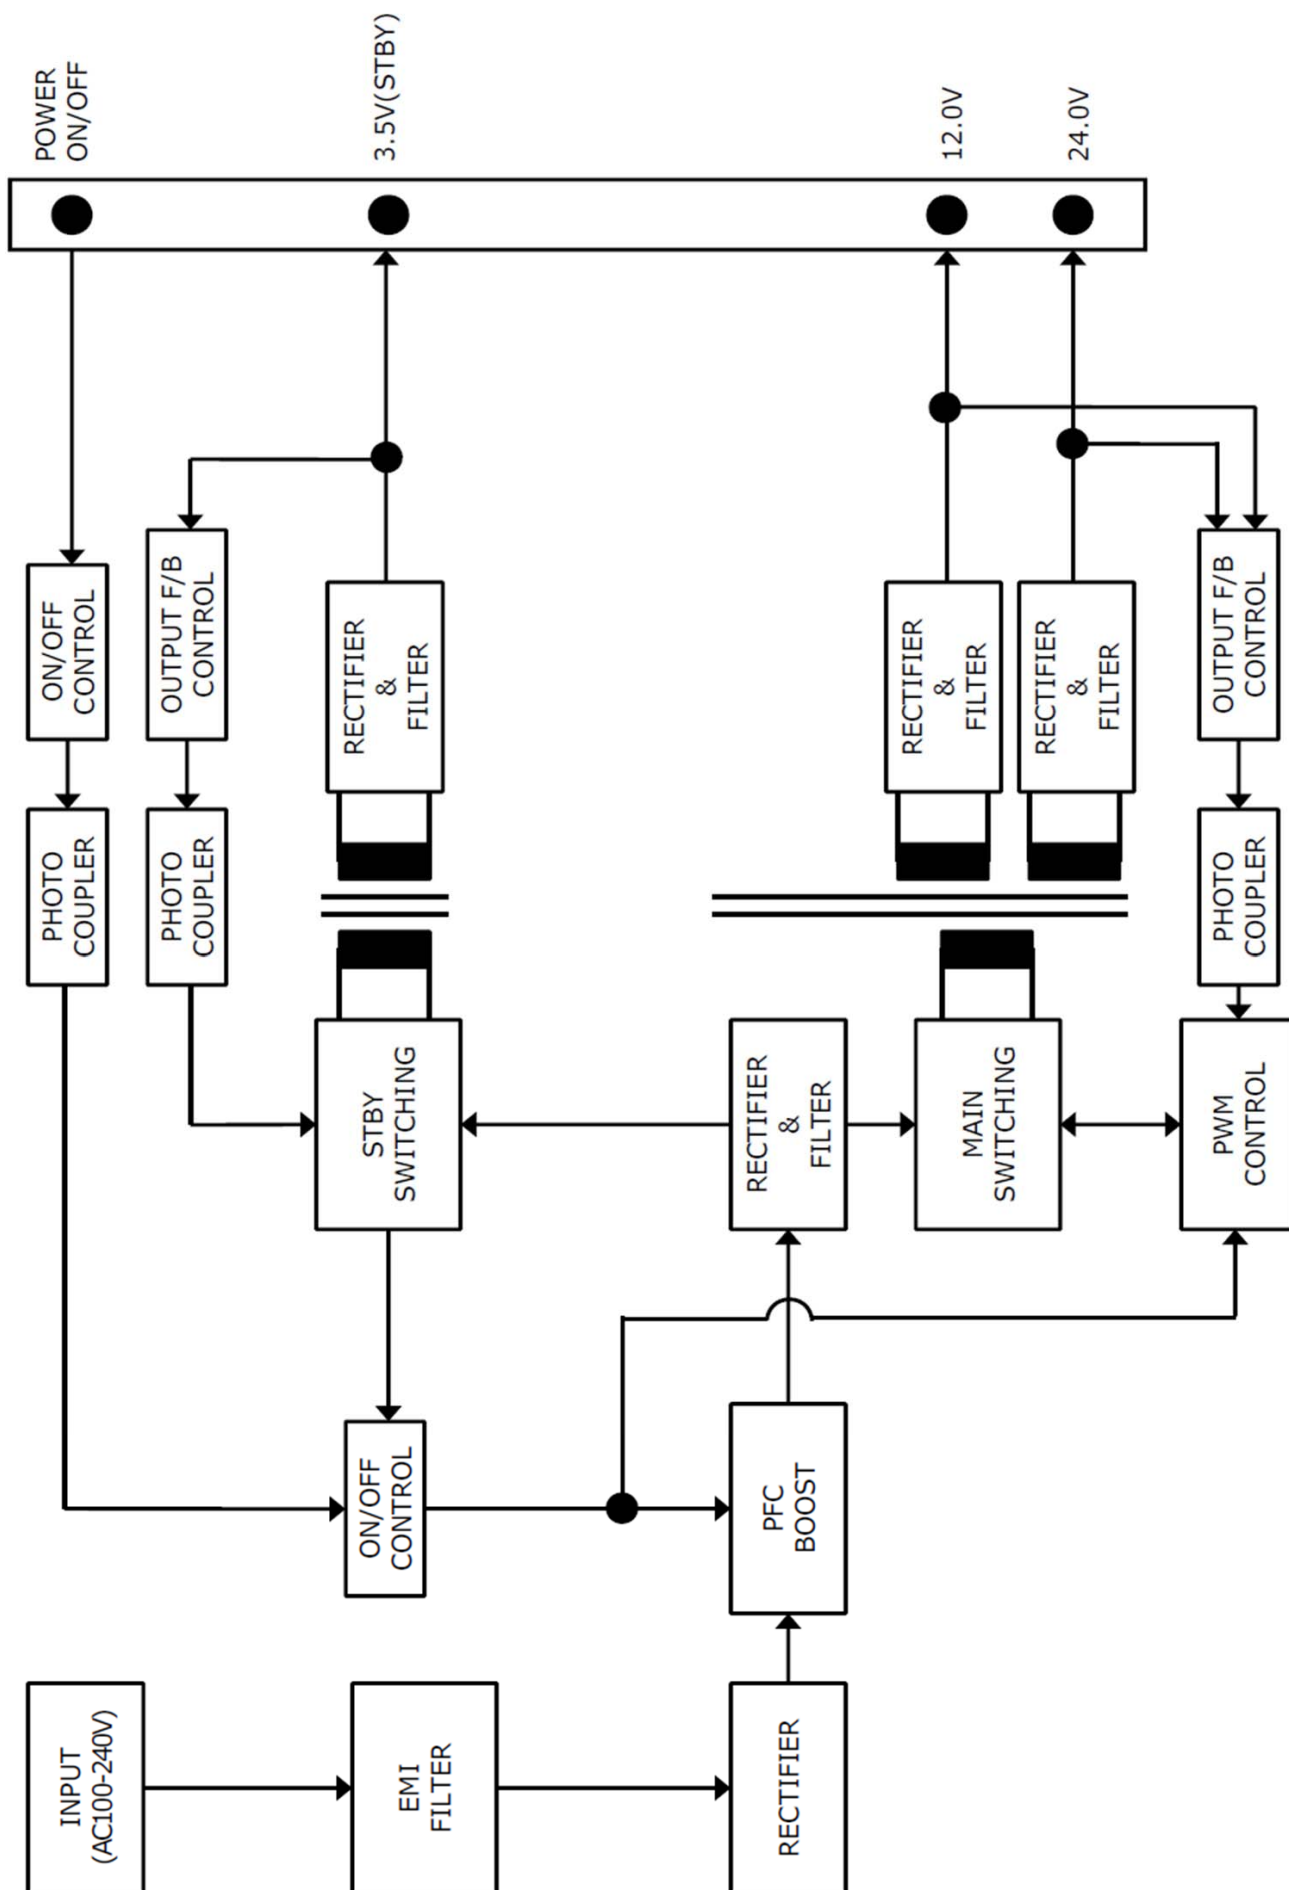 INPUT
(AC100-240V)
EMI
FILTER
RECTIFIER
ON/OFF
CONTROL
PFC
BOOST
STBY
SWITCHING
RECTIFIER
&
FILTER
MAIN
SWITCHING
PWM
CONTROL
PHOTO
COUPLER
PHOTO
COUPLER
PHOTO
COUPLER
ON/OFF
CONTROL
OUTPUT F/B
CONTROL
RECTIFIER
&
FILTER
RECTIFIER
&
FILTER
RECTIFIER
&
FILTER
OUTPUT F/B
CONTROL
POWER
ON/OFF
3.5V(STBY)
12.0V
24.0V